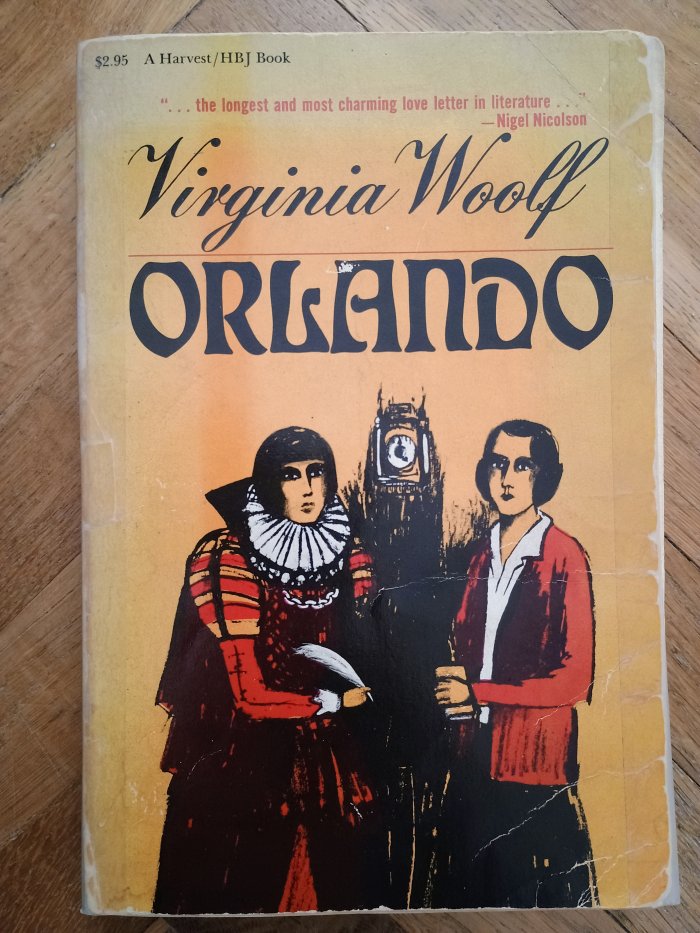 $2.95 A Harvest/HBJ Book
"... the longest and most charming love letter in literature ..."
—Nigel Nicolson
Virginia Woolf
ORLANDO